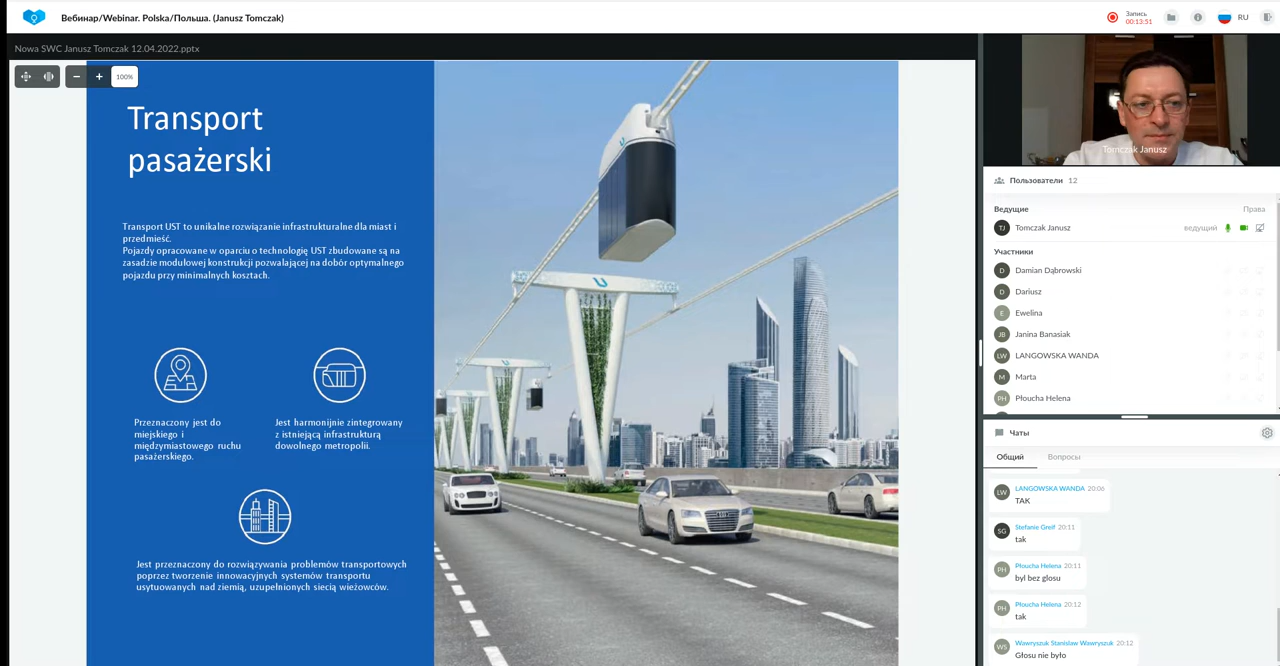 Вебинар/Webinar. Polska/Польша. (Janusz Tomczak)
Запись
00:13:51
RU
Nowa SWC Janusz Tomczak 12.04.2022.pptx
100%
Transport
pasażerski
Transport UST to unikalne rozwiązanie infrastrukturalne dla miast i
przedmieść.
Pojazdy opracowane w oparciu o technologię UST zbudowane są na
zasadzie modułowej konstrukcji pozwalającej na dobór optymalnego
pojazdu przy minimalnych kosztach.
Przeznaczony jest do
miejskiego i
międzymiastowego ruchu
pasażerskiego.
Jest harmonijnie zintegrowany
z istniejącą infrastrukturą
dowolnego metropolii.
Jest przeznaczony do rozwiązywania problemów transportowych
poprzez tworzenie innowacyjnych systemów transportu
usytuowanych nad ziemią, uzupełnionych siecią wieżowców.
Tomczak Janusz
Пользователи 12
Ведущие Права
TJ Tomczak Janusz ведущий
Участники
D Damian Dąbrowski
D Dariusz
E Ewelina
JB Janina Banasiak
LW LANGOWSKA WANDA
M Marta
PH Płoucha Helena
Чаты
Общий Вопросы
LW LANGOWSKA WANDA 20:06
TAK
SG Stefanie Greif 20:11
tak
PH Płoucha Helena 20:11
byl bez glosu
PH Płoucha Helena 20:12
tak
WS Wawryszuk Stanislaw Wawryszuk 20:12
Głosu nie było